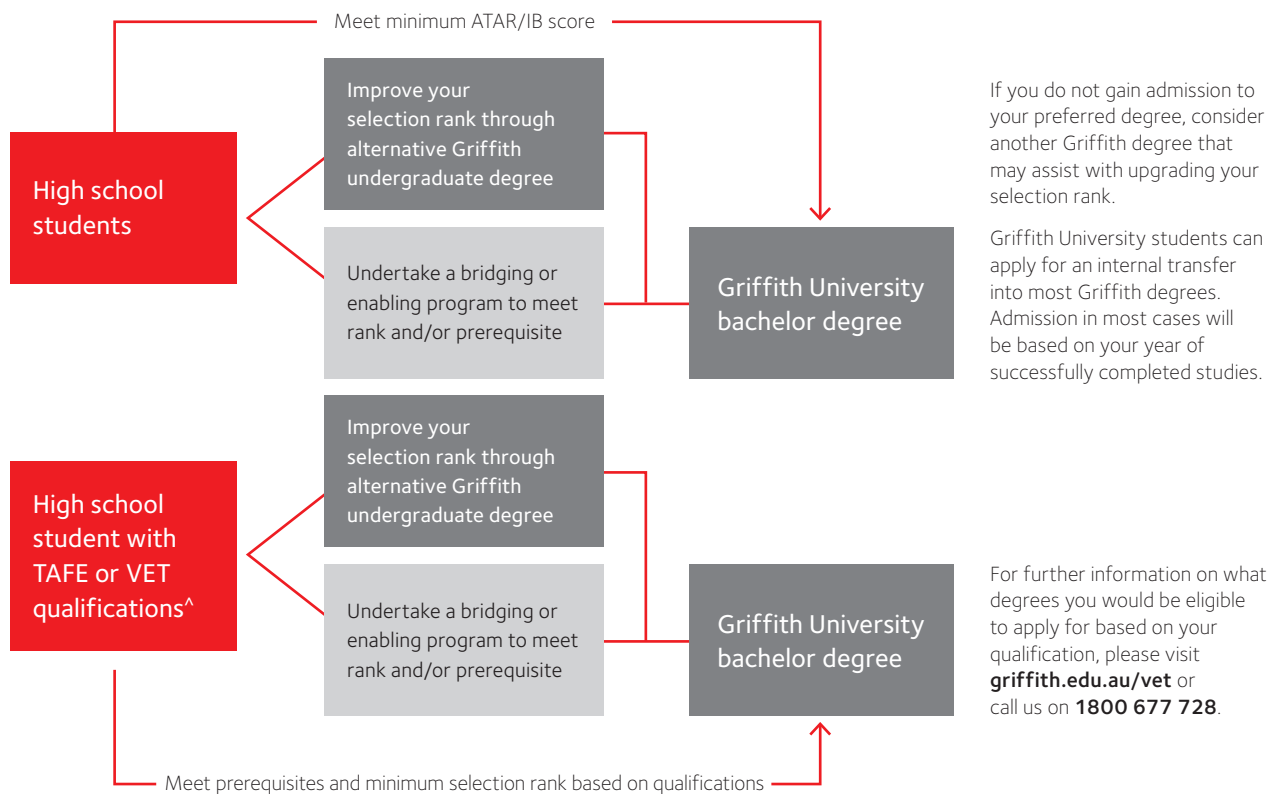 Meet minimum ATAR/IB score
High school
students
Improve your
selection rank through
alternative Griffith
undergraduate degree
Undertake a bridging or
enabling program to meet
rank and/or prerequisite
Griffith University
bachelor degree
If you do not gain admission to
your preferred degree, consider
another Griffith degree that
may assist with upgrading your
selection rank.
Griffith University students can
apply for an internal transfer
into most Griffith degrees.
Admission in most cases will
be based on your year of
successfully completed studies.
High school
student with
TAFE or VET
qualifications^
Improve your
selection rank through
alternative Griffith
undergraduate degree
Undertake a bridging or
enabling program to meet
rank and/or prerequisite
Griffith University
bachelor degree
For further information on what
degrees you would be eligible
to apply for based on your
qualification, please visit
griffith.edu.au/vet or
call us on 1800 677 728.
Meet prerequisites and minimum selection rank based on qualifications